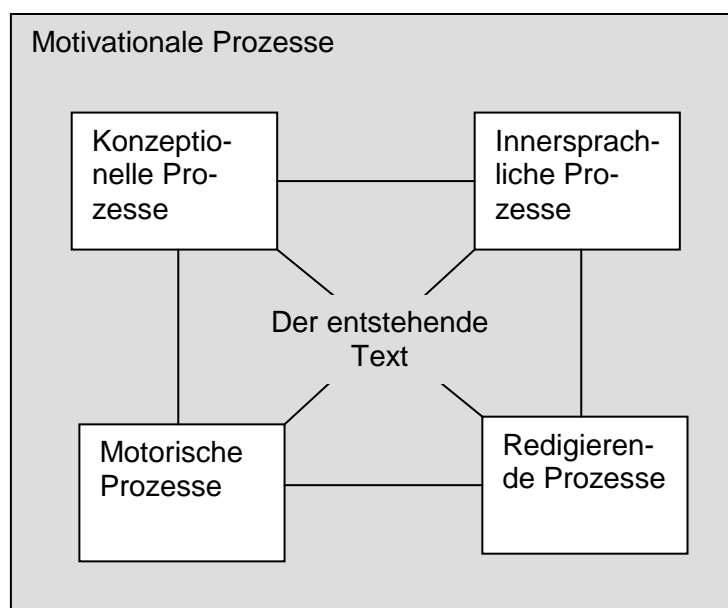 Motivationale Prozesse
Konzeptio-
nelle Pro-
zesse
Innersprach-
liche Pro-
zesse
Der entstehende
Text
Motorische
Prozesse
Redigieren-
de Prozesse